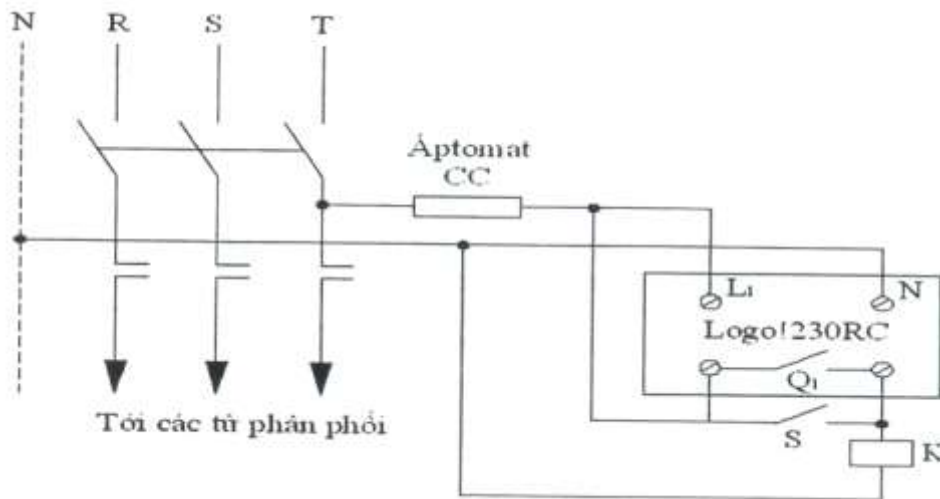 N R S T
Áptomat
CC
L1 N
Logo!230RC
Q1
S
K
Tới các tủ phân phối